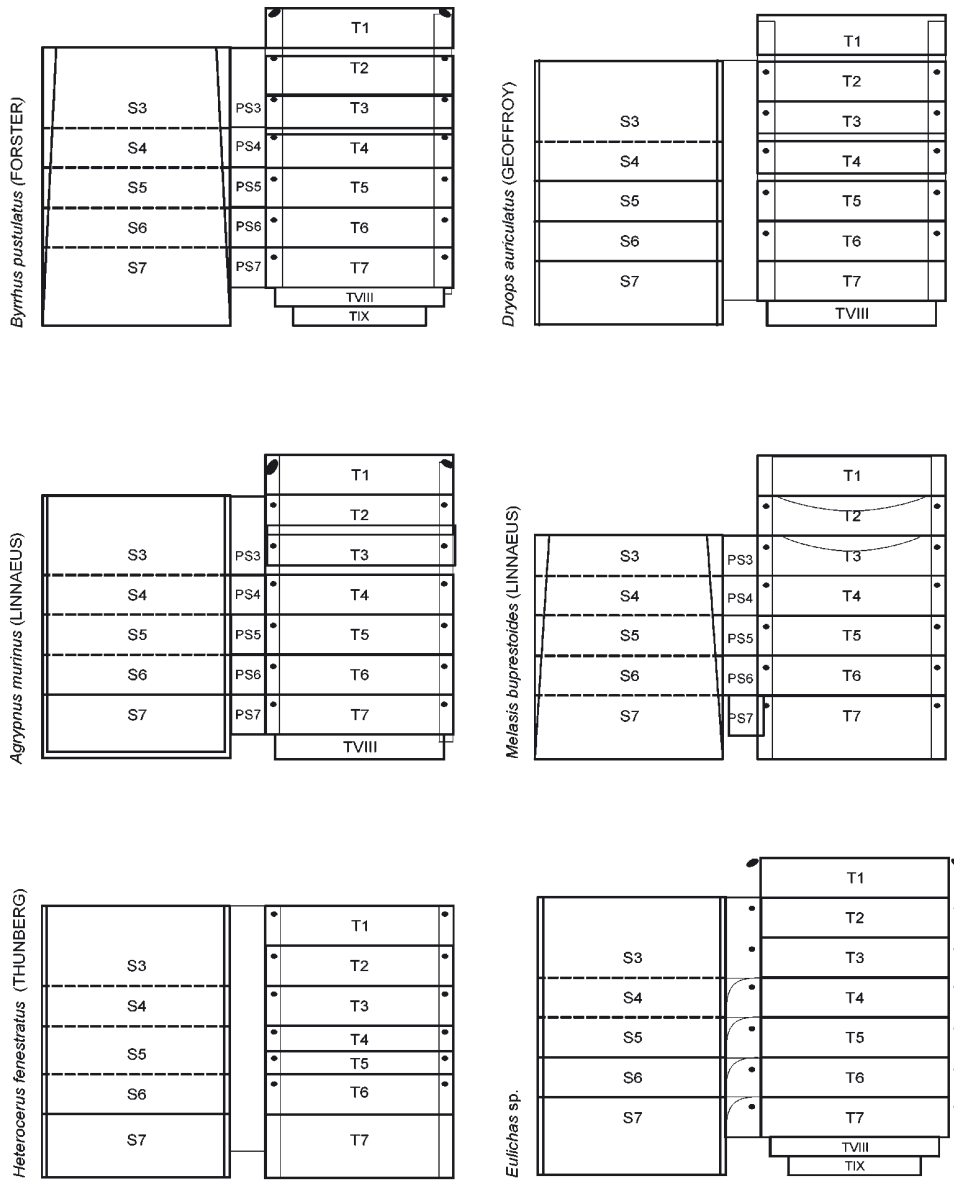 Byrrhus pustulatus (FORSTER)
T1
T2
S3 PS3 T3
S4 PS4 T4
S5 PS5 T5
S6 PS6 T6
S7 PS7 T7
TVIII
TIX
Dryops auriculatus (GEOFFROY)
T1
T2
S3 T3
S4 T4
S5 T5
S6 T6
S7 T7
TVIII
Agrypnus murinus (LINNAEUS)
T1
T2
S3 PS3 T3
S4 PS4 T4
S5 PS5 T5
S6 PS6 T6
S7 PS7 T7
TVIII
Melasis buprestoides (LINNAEUS)
T1
T2
S3 PS3 T3
S4 PS4 T4
S5 PS5 T5
S6 PS6 T6
S7 PS7 T7
Heterocerus fenestratus (THUNBERG)
T1
T2
S3 T3
S4 T4
S5 T5
S6 T6
S7 T7
Eulichas sp.
T1
T2
S3 T3
S4 T4
S5 T5
S6 T6
S7 T7
TVIII
TIX